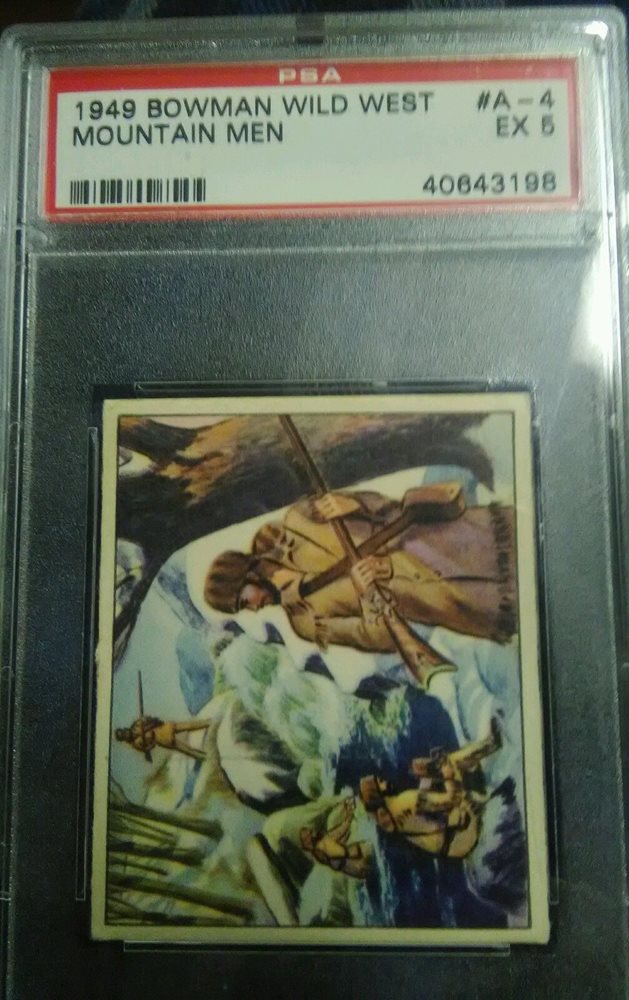 PSA
1949 BOWMAN WILD WEST #A-4
MOUNTAIN MEN EX 5
40643198